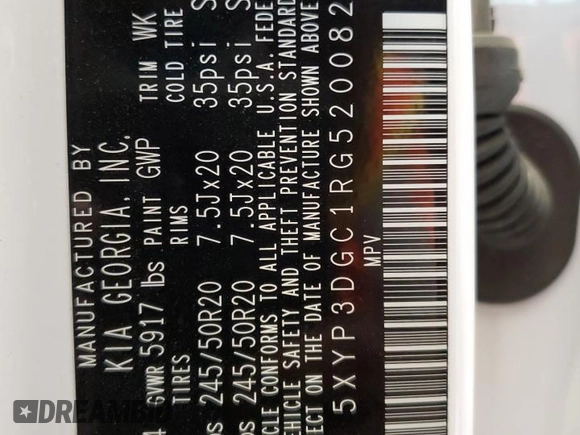 MANUFACTURED BY
KIA GEORGIA, INC.
4 GVWR 5917 lbs PAINT GWP TRIM WK
TIRES RIMS COLD TIRE
245/50R20 7.5Jx20 35psi
245/50R20 7.5Jx20 35psi
CONFORMS TO ALL APPLICABLE U.S.A. FEDE
SAFETY AND THEFT PREVENTION STANDARD
ON THE DATE OF MANUFACTURE SHOWN ABOVE
5XYP3DGC1RG520082
MPV